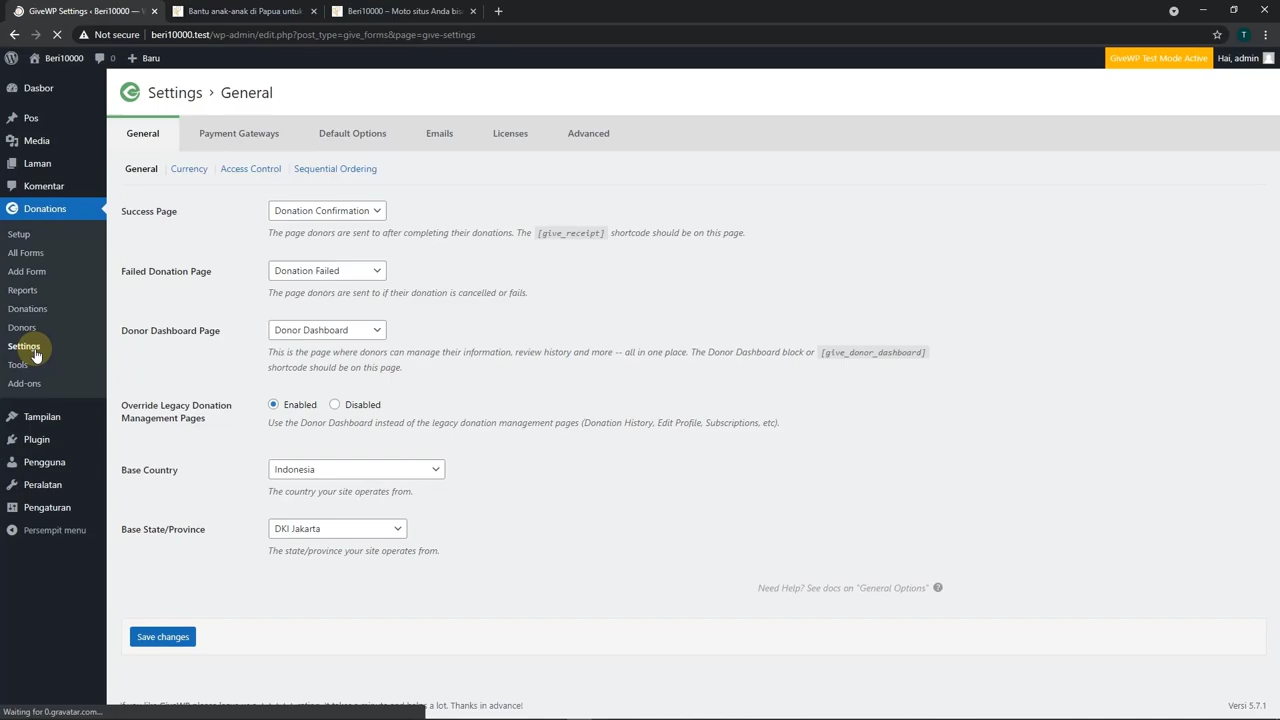 GiveWP Settings ‹ Beri10000 — W
Bantu anak-anak di Papua untuk
Beri10000 – Moto situs Anda bis
Not secure
beri10000.test/wp-admin/edit.php?post_type=give_forms&page=give-settings
T
Beri10000
0
Baru
GiveWP Test Mode Active
Hai, admin
Dasbor
Pos
Media
Laman
Komentar
Donations
Setup
All Forms
Add Form
Reports
Donations
Donors
Settings
Tools
Add-ons
Tampilan
Plugin
Pengguna
Peralatan
Pengaturan
Persempit menu
Settings › General
General
Payment Gateways
Default Options
Emails
Licenses
Advanced
General
Currency
Access Control
Sequential Ordering
Success Page
Donation Confirmation
The page donors are sent to after completing their donations. The [give_receipt] shortcode should be on this page.
Failed Donation Page
Donation Failed
The page donors are sent to if their donation is cancelled or fails.
Donor Dashboard Page
Donor Dashboard
This is the page where donors can manage their information, review history and more -- all in one place. The Donor Dashboard block or [give_donor_dashboard]
shortcode should be on this page.
Override Legacy Donation
Management Pages
Enabled
Disabled
Use the Donor Dashboard instead of the legacy donation management pages (Donation History, Edit Profile, Subscriptions, etc).
Base Country
Indonesia
The country your site operates from.
Base State/Province
DKI Jakarta
The state/province your site operates from.
Need Help? See docs on "General Options"
Save changes
a lot. Thanks in advance!
Versi 5.7.1
Waiting for 0.gravatar.com...